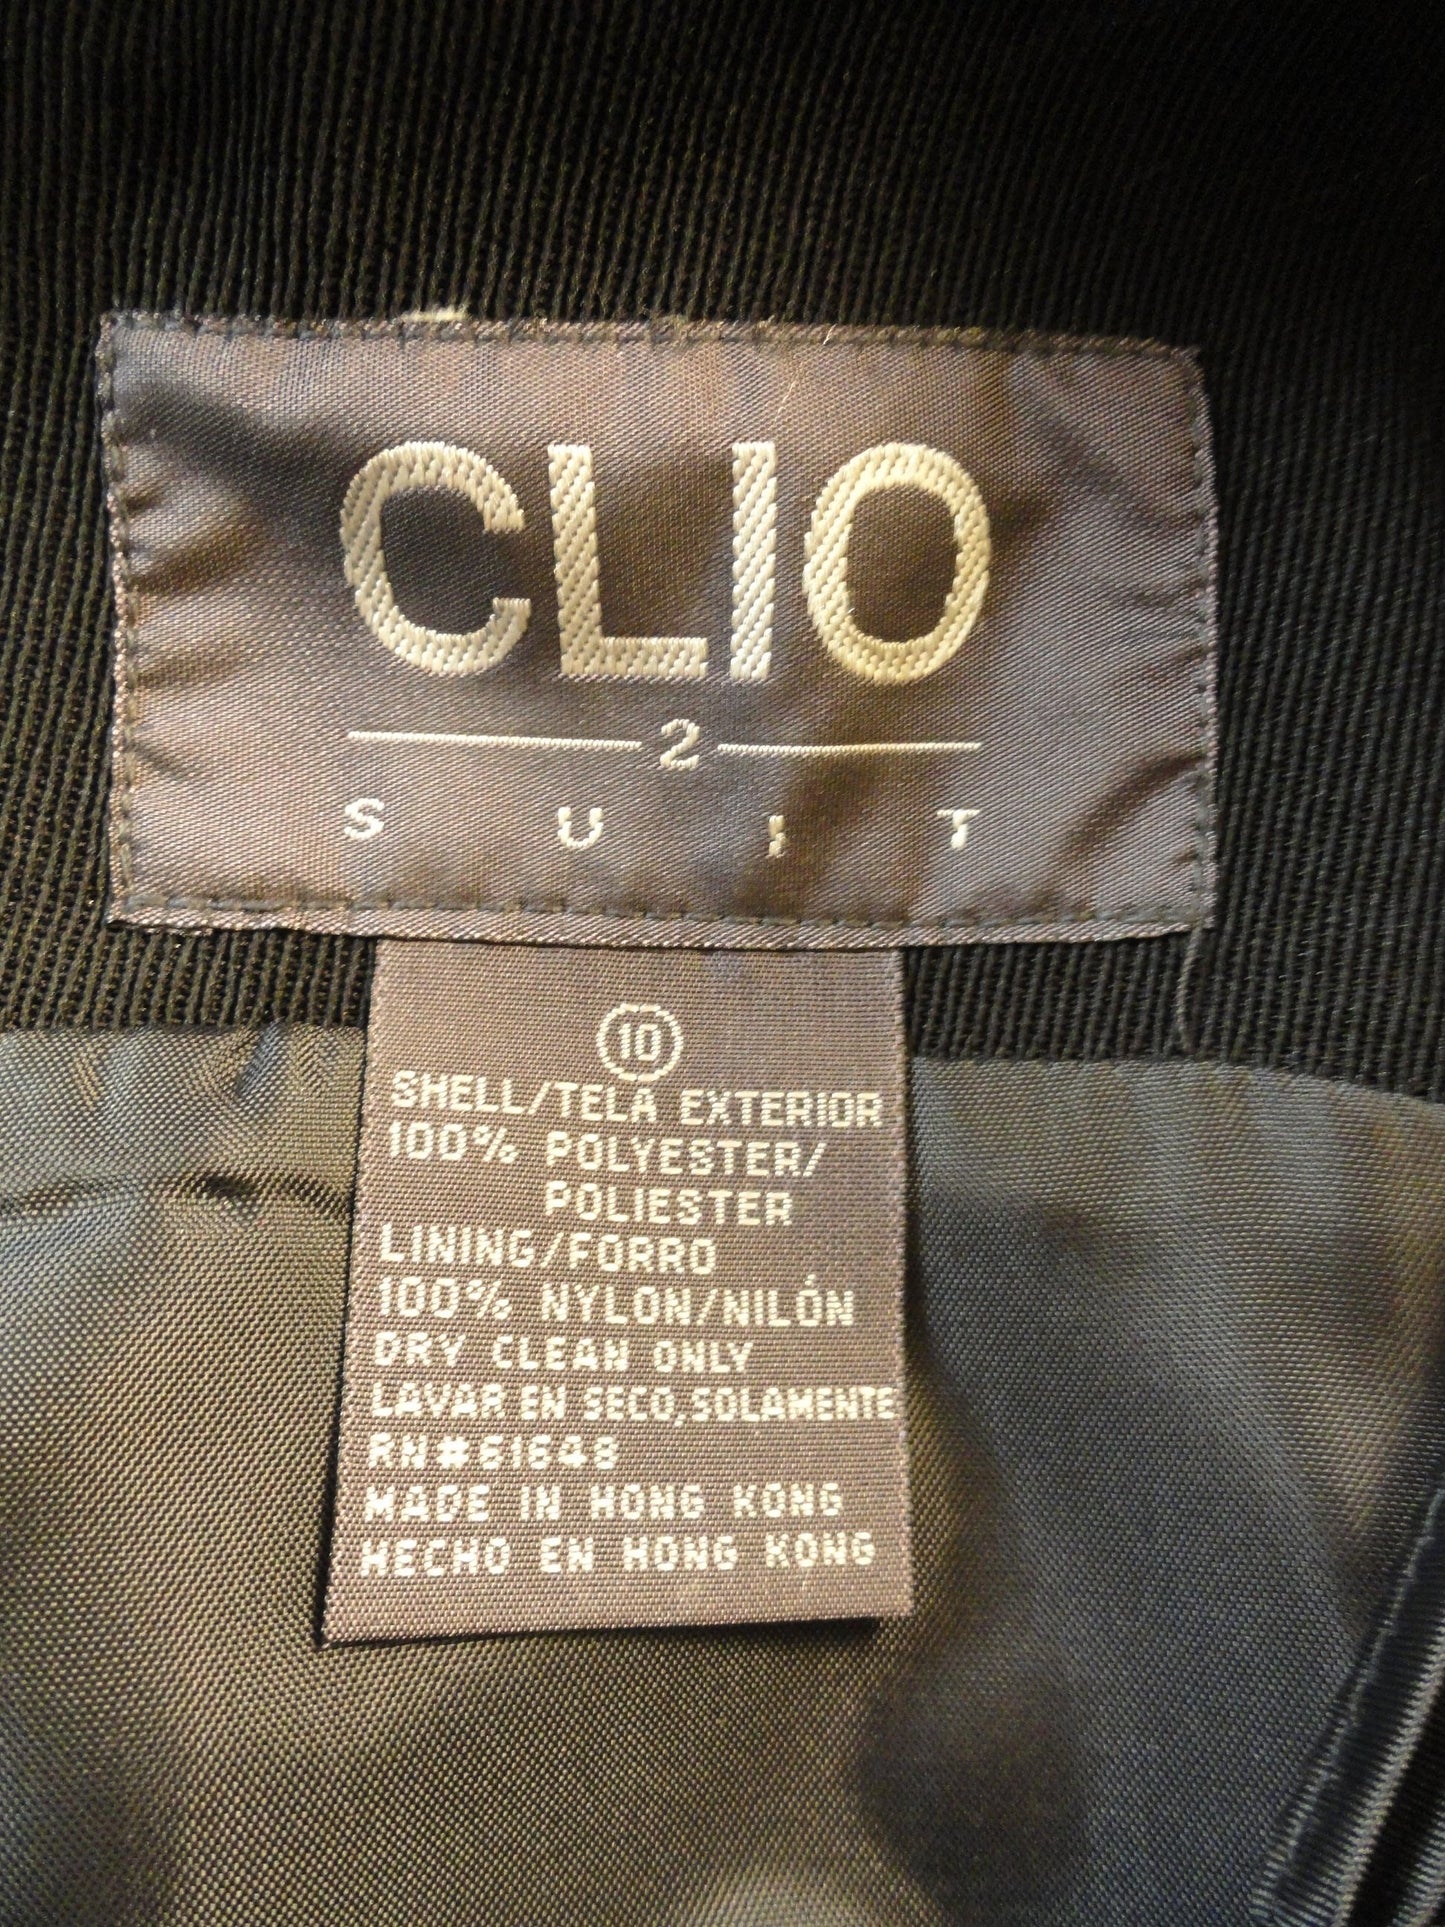 CLIO
2
SUIT
10
SHELL/TELA EXTERIOR
100% POLYESTER/
POLIESTER
LINING/FORRO
100% NYLON/NILÓN
DRY CLEAN ONLY
LAVAR EN SECO, SOLAMENTE
RN#61648
MADE IN HONG KONG
HECHO EN HONG KONG